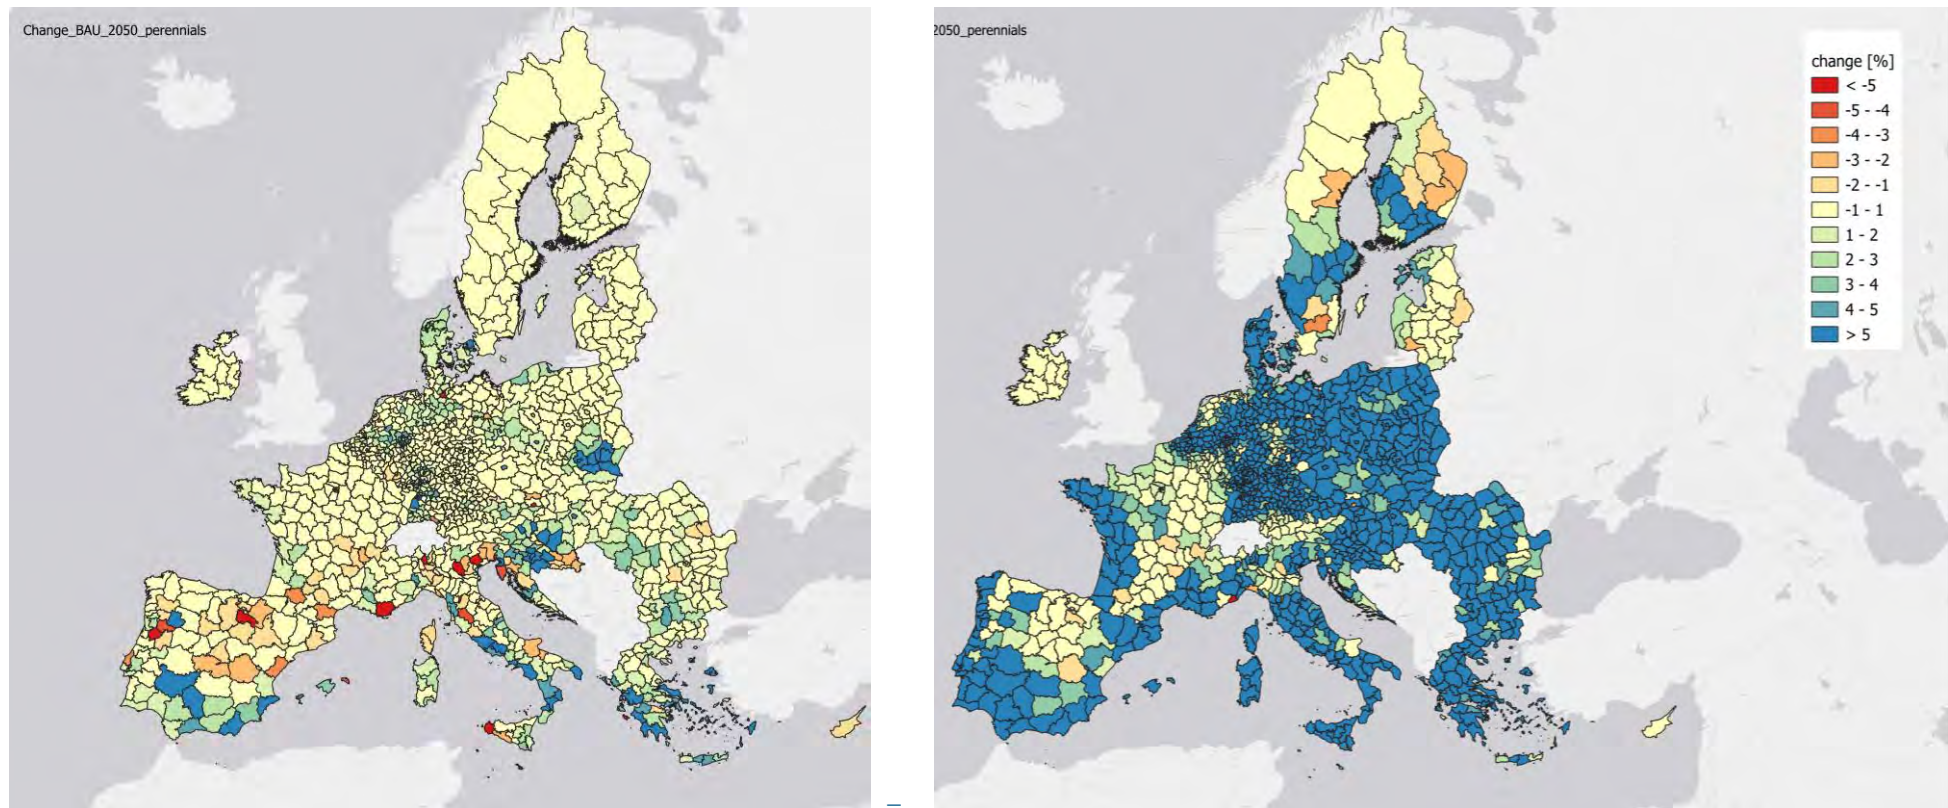 Change_BAU_2050_perennials
2050_perennials
change [%]
< -5
-5 - -4
-4 - -3
-3 - -2
-2 - -1
-1 - 1
1 - 2
2 - 3
3 - 4
4 - 5
> 5